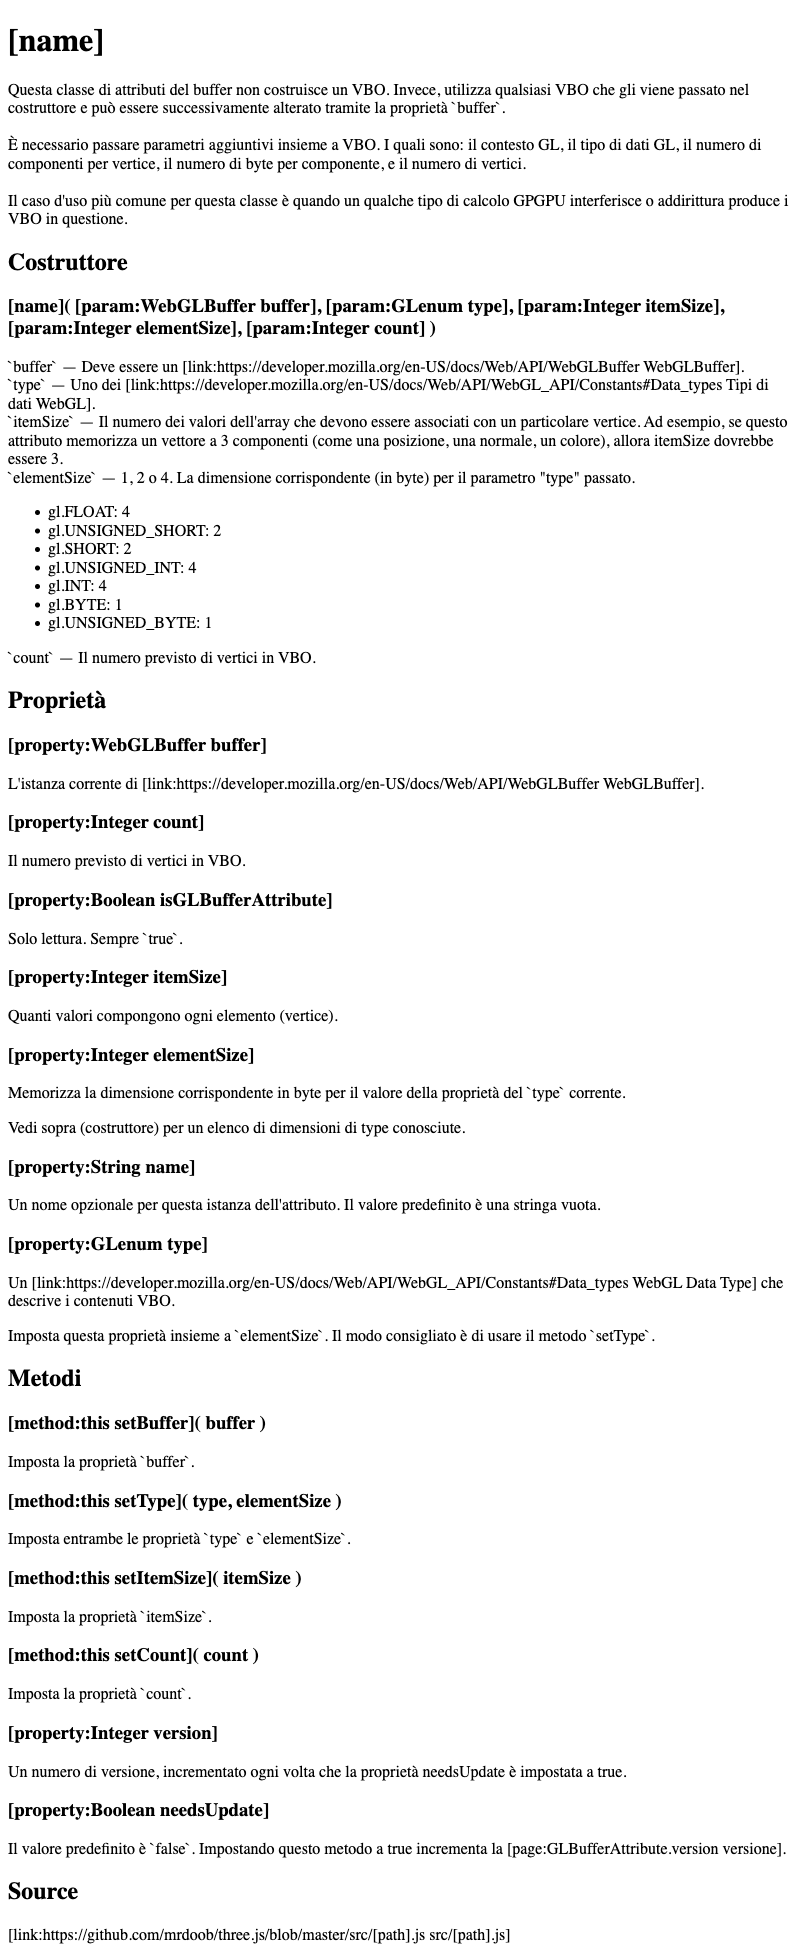 [name]
Questa classe di attributi del buffer non costruisce un VBO. Invece, utilizza qualsiasi VBO che gli viene passato nel
costruttore e può essere successivamente alterato tramite la proprietà `buffer`.
È necessario passare parametri aggiuntivi insieme a VBO. I quali sono: il contesto GL, il tipo di dati GL, il numero di
componenti per vertice, il numero di byte per componente, e il numero di vertici.
Il caso d'uso più comune per questa classe è quando un qualche tipo di calcolo GPGPU interferisce o addirittura produce i
VBO in questione.
Costruttore
[name]( [param:WebGLBuffer buffer], [param:GLenum type], [param:Integer itemSize],
[param:Integer elementSize], [param:Integer count] )
`buffer` — Deve essere un [link:https://developer.mozilla.org/en-US/docs/Web/API/WebGLBuffer WebGLBuffer].
`type` — Uno dei [link:https://developer.mozilla.org/en-US/docs/Web/API/WebGL_API/Constants#Data_types Tipi di
dati WebGL].
`itemSize` — Il numero dei valori dell'array che devono essere associati con un particolare vertice. Ad esempio, se questo
attributo memorizza un vettore a 3 componenti (come una posizione, una normale, un colore), allora itemSize dovrebbe
essere 3.
`elementSize` — 1, 2 o 4. La dimensione corrispondente (in byte) per il parametro "type" passato.
• gl.FLOAT: 4
• gl.UNSIGNED_SHORT: 2
• gl.SHORT: 2
• gl.UNSIGNED_INT: 4
• gl.INT: 4
• gl.BYTE: 1
• gl.UNSIGNED_BYTE: 1
`count` — Il numero previsto di vertici in VBO.
Proprietà
[property:WebGLBuffer buffer]
L'istanza corrente di [link:https://developer.mozilla.org/en-US/docs/Web/API/WebGLBuffer WebGLBuffer].
[property:Integer count]
Il numero previsto di vertici in VBO.
[property:Boolean isGLBufferAttribute]
Solo lettura. Sempre `true`.
[property:Integer itemSize]
Quanti valori compongono ogni elemento (vertice).
[property:Integer elementSize]
Memorizza la dimensione corrispondente in byte per il valore della proprietà del `type` corrente.
Vedi sopra (costruttore) per un elenco di dimensioni di type conosciute.
[property:String name]
Un nome opzionale per questa istanza dell'attributo. Il valore predefinito è una stringa vuota.
[property:GLenum type]
Un [link:https://developer.mozilla.org/en-US/docs/Web/API/WebGL_API/Constants#Data_types WebGL Data Type] che
descrive i contenuti VBO.
Imposta questa proprietà insieme a `elementSize`. Il modo consigliato è di usare il metodo `setType`.
Metodi
[method:this setBuffer]( buffer )
Imposta la proprietà `buffer`.
[method:this setType]( type, elementSize )
Imposta entrambe le proprietà `type` e `elementSize`.
[method:this setItemSize]( itemSize )
Imposta la proprietà `itemSize`.
[method:this setCount]( count )
Imposta la proprietà `count`.
[property:Integer version]
Un numero di versione, incrementato ogni volta che la proprietà needsUpdate è impostata a true.
[property:Boolean needsUpdate]
Il valore predefinito è `false`. Impostando questo metodo a true incrementa la [page:GLBufferAttribute.version versione].
Source
[link:https://github.com/mrdoob/three.js/blob/master/src/[path].js src/[path].js]